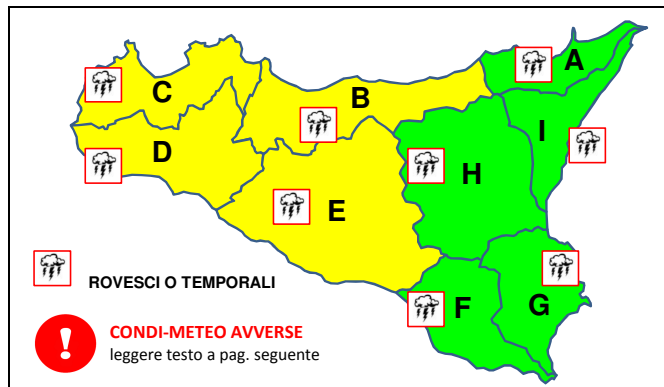 A
C
B
I
D
H
E
F
G
ROVESCI O TEMPORALI
! CONDI-METEO AVVERSE
leggere testo a pag. seguente